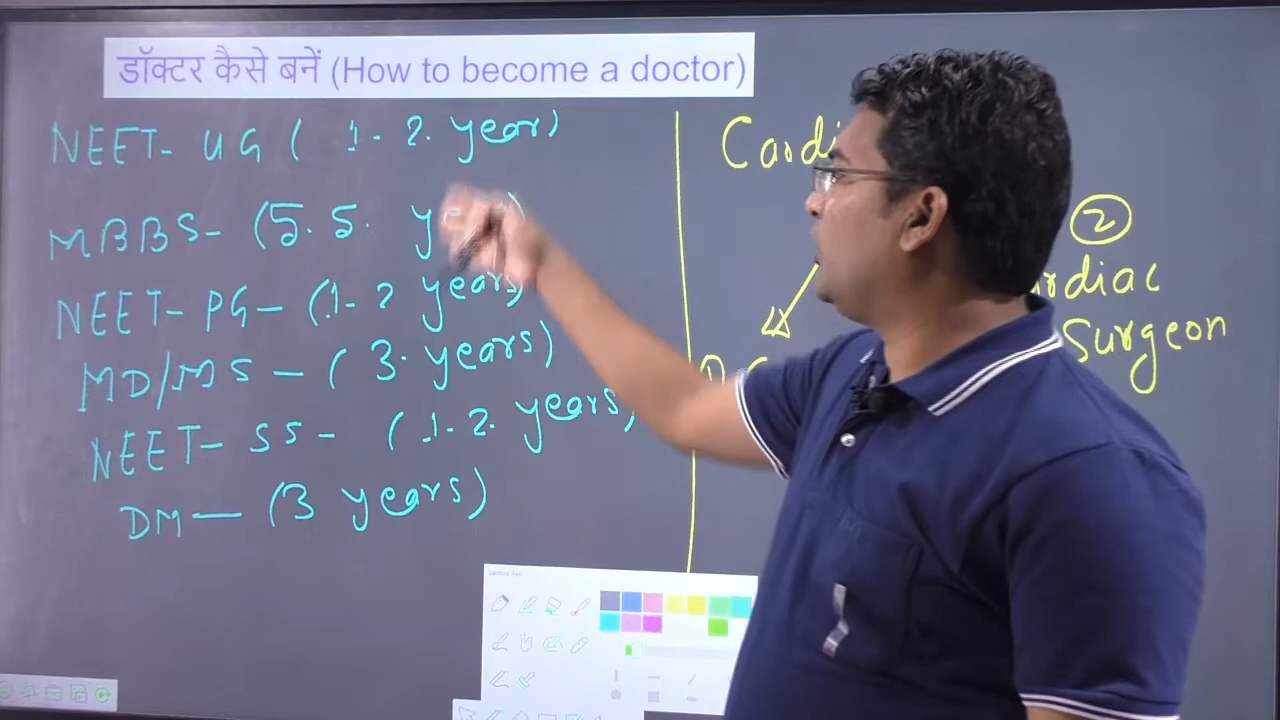 डॉक्टर कैसे बनें (How to become a doctor)
NEET- UG ( 1- 2. year)
MBBS- (5.5.
NEET- PG- (1- 2 years)
MD/MS - ( 3. years)
NEET- SS - ( 1-2. years)
DM - (3 years)
2
Surgeon